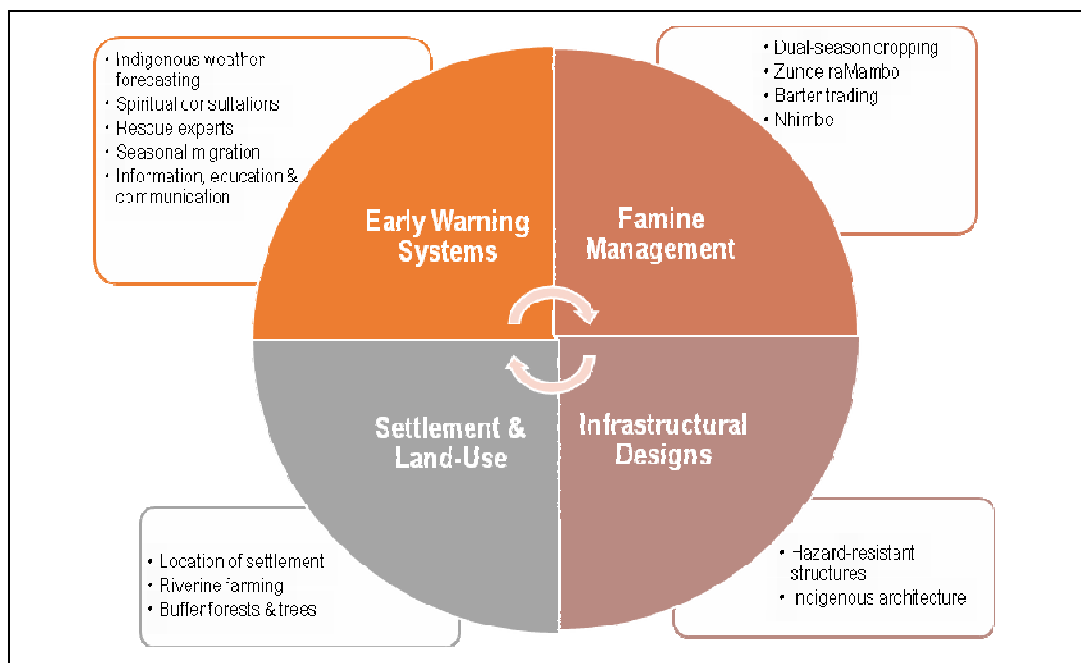 • Indigenous weather
forecasting
• Spiritual consultations
• Rescue experts
• Seasonal migration
• Information, education &
communication
• Dual-season cropping
• Zunde raMambo
• Barter trading
• Nhimbe
Early Warning
Systems
Famine
Management
Settlement &
Land-Use
Infrastructural
Designs
• Location of settlement
• Riverine farming
• Buffer forests & trees
• Hazard-resistant
structures
• Indigenous architecture